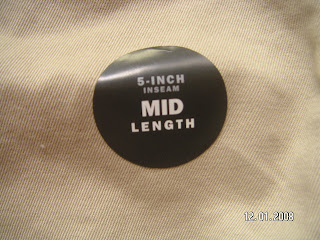 5-INCH
INSEAM
MID
LENGTH
12.01.2008